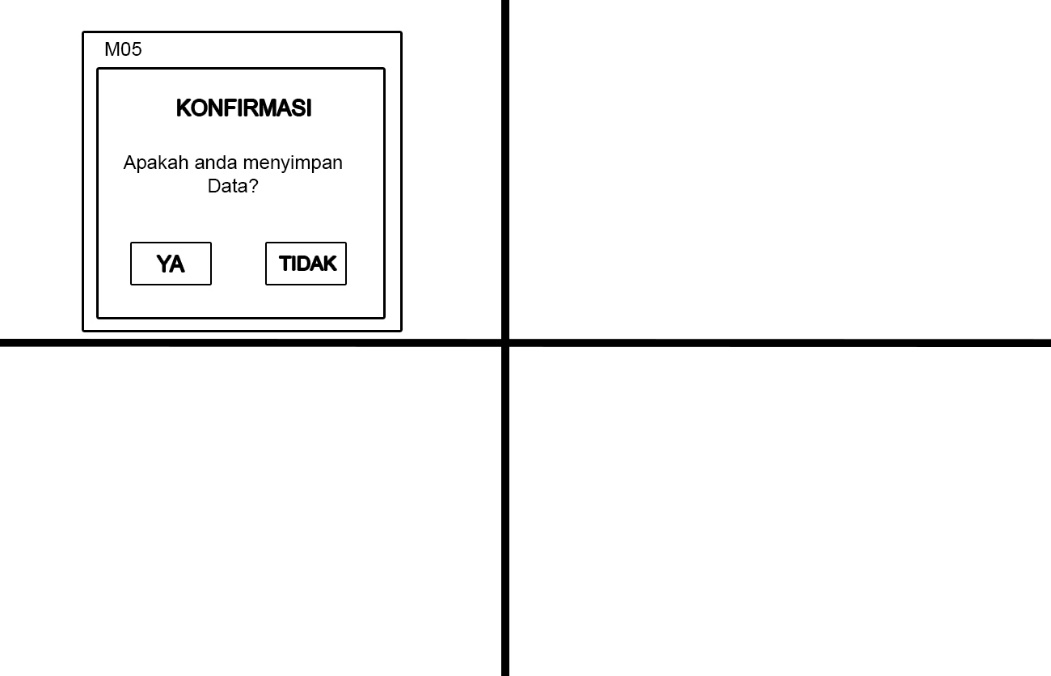 M05
KONFIRMASI
Apakah anda menyimpan
Data?
YA
TIDAK